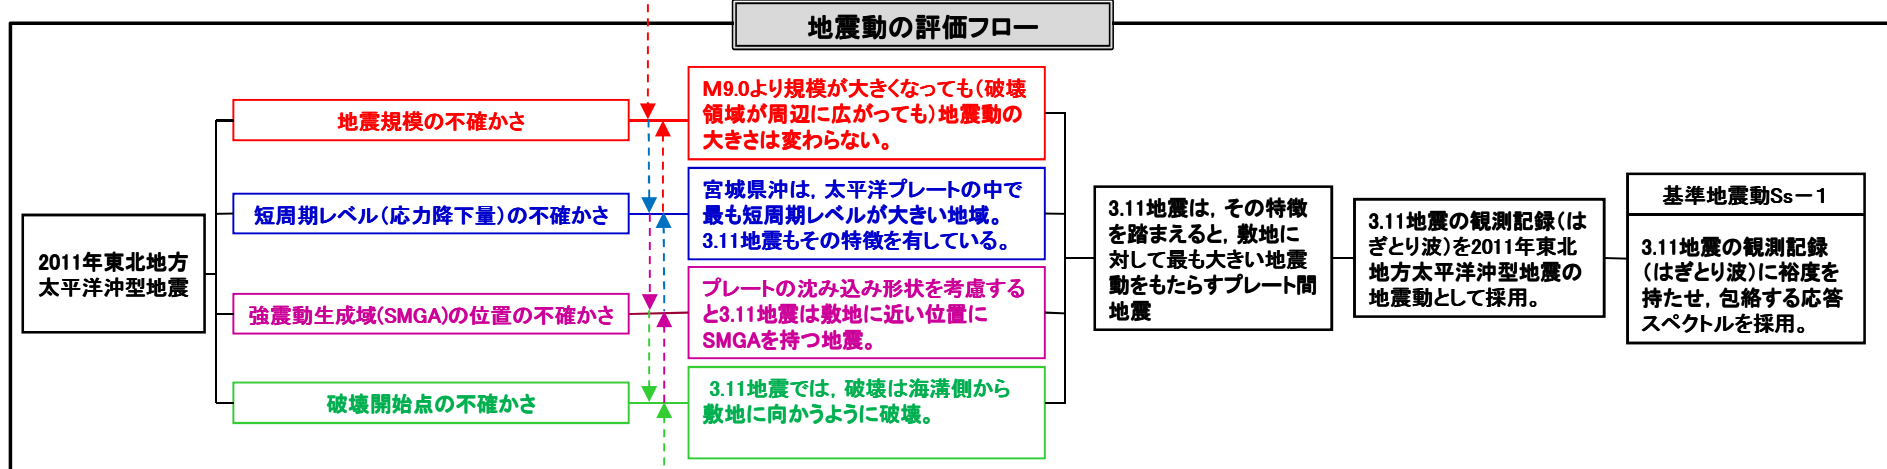 地震動の評価フロー
2011年東北地方
太平洋沖型地震
地震規模の不確かさ
M9.0より規模が大きくなっても(破壊
領域が周辺に広がっても)地震動の
大きさは変わらない。
短周期レベル(応力降下量)の不確かさ
宮城県沖は,太平洋プレートの中で
最も短周期レベルが大きい地域。
3.11地震もその特徴を有している。
強震動生成域(SMGA)の位置の不確かさ
プレートの沈み込み形状を考慮する
と3.11地震は敷地に近い位置に
SMGAを持つ地震。
破壊開始点の不確かさ
3.11地震では,破壊は海溝側から
敷地に向かうように破壊。
3.11地震は,その特徴
を踏まえると,敷地に
対して最も大きい地震
動をもたらすプレート間
地震
3.11地震の観測記録(は
ぎとり波)を2011年東北
地方太平洋沖型地震の
地震動として採用。
基準地震動Ss-1
3.11地震の観測記録
(はぎとり波)に裕度を
持たせ,包絡する応答
スペクトルを採用。